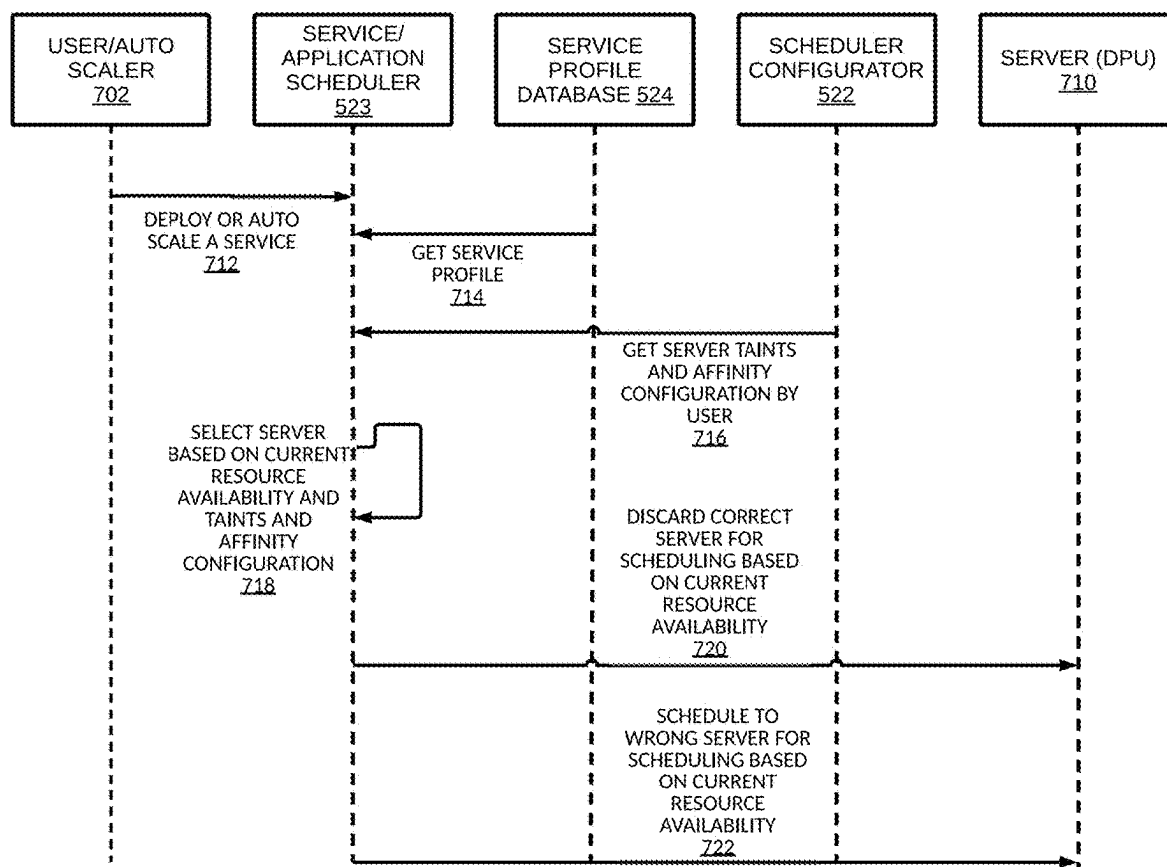 USER/AUTO
SCALER
702
SERVICE/
APPLICATION
SCHEDULER
523
SERVICE
PROFILE
DATABASE 524
SCHEDULER
CONFIGURATOR
522
SERVER (DPU)
710
DEPLOY OR AUTO
SCALE A SERVICE
712
GET SERVICE
PROFILE
714
GET SERVER TAINTS
AND AFFINITY
CONFIGURATION BY
USER
716
SELECT SERVER
BASED ON CURRENT
RESOURCE
AVAILABILITY AND
TAINTS AND
AFFINITY
CONFIGURATION
718
DISCARD CORRECT
SERVER FOR
SCHEDULING BASED
ON CURRENT
RESOURCE
AVAILABILITY
720
SCHEDULE TO
WRONG SERVER FOR
SCHEDULING BASED
ON CURRENT
RESOURCE
AVAILABILITY
722